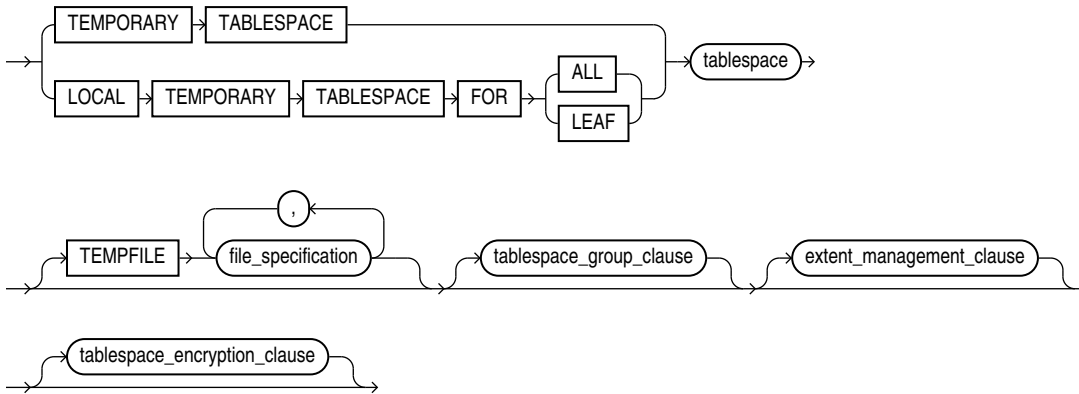 TEMPORARY TABLESPACE
tablespace
LOCAL TEMPORARY TABLESPACE FOR
ALL
LEAF
,
TEMPFILE file_specification tablespace_group_clause extent_management_clause
tablespace_encryption_clause